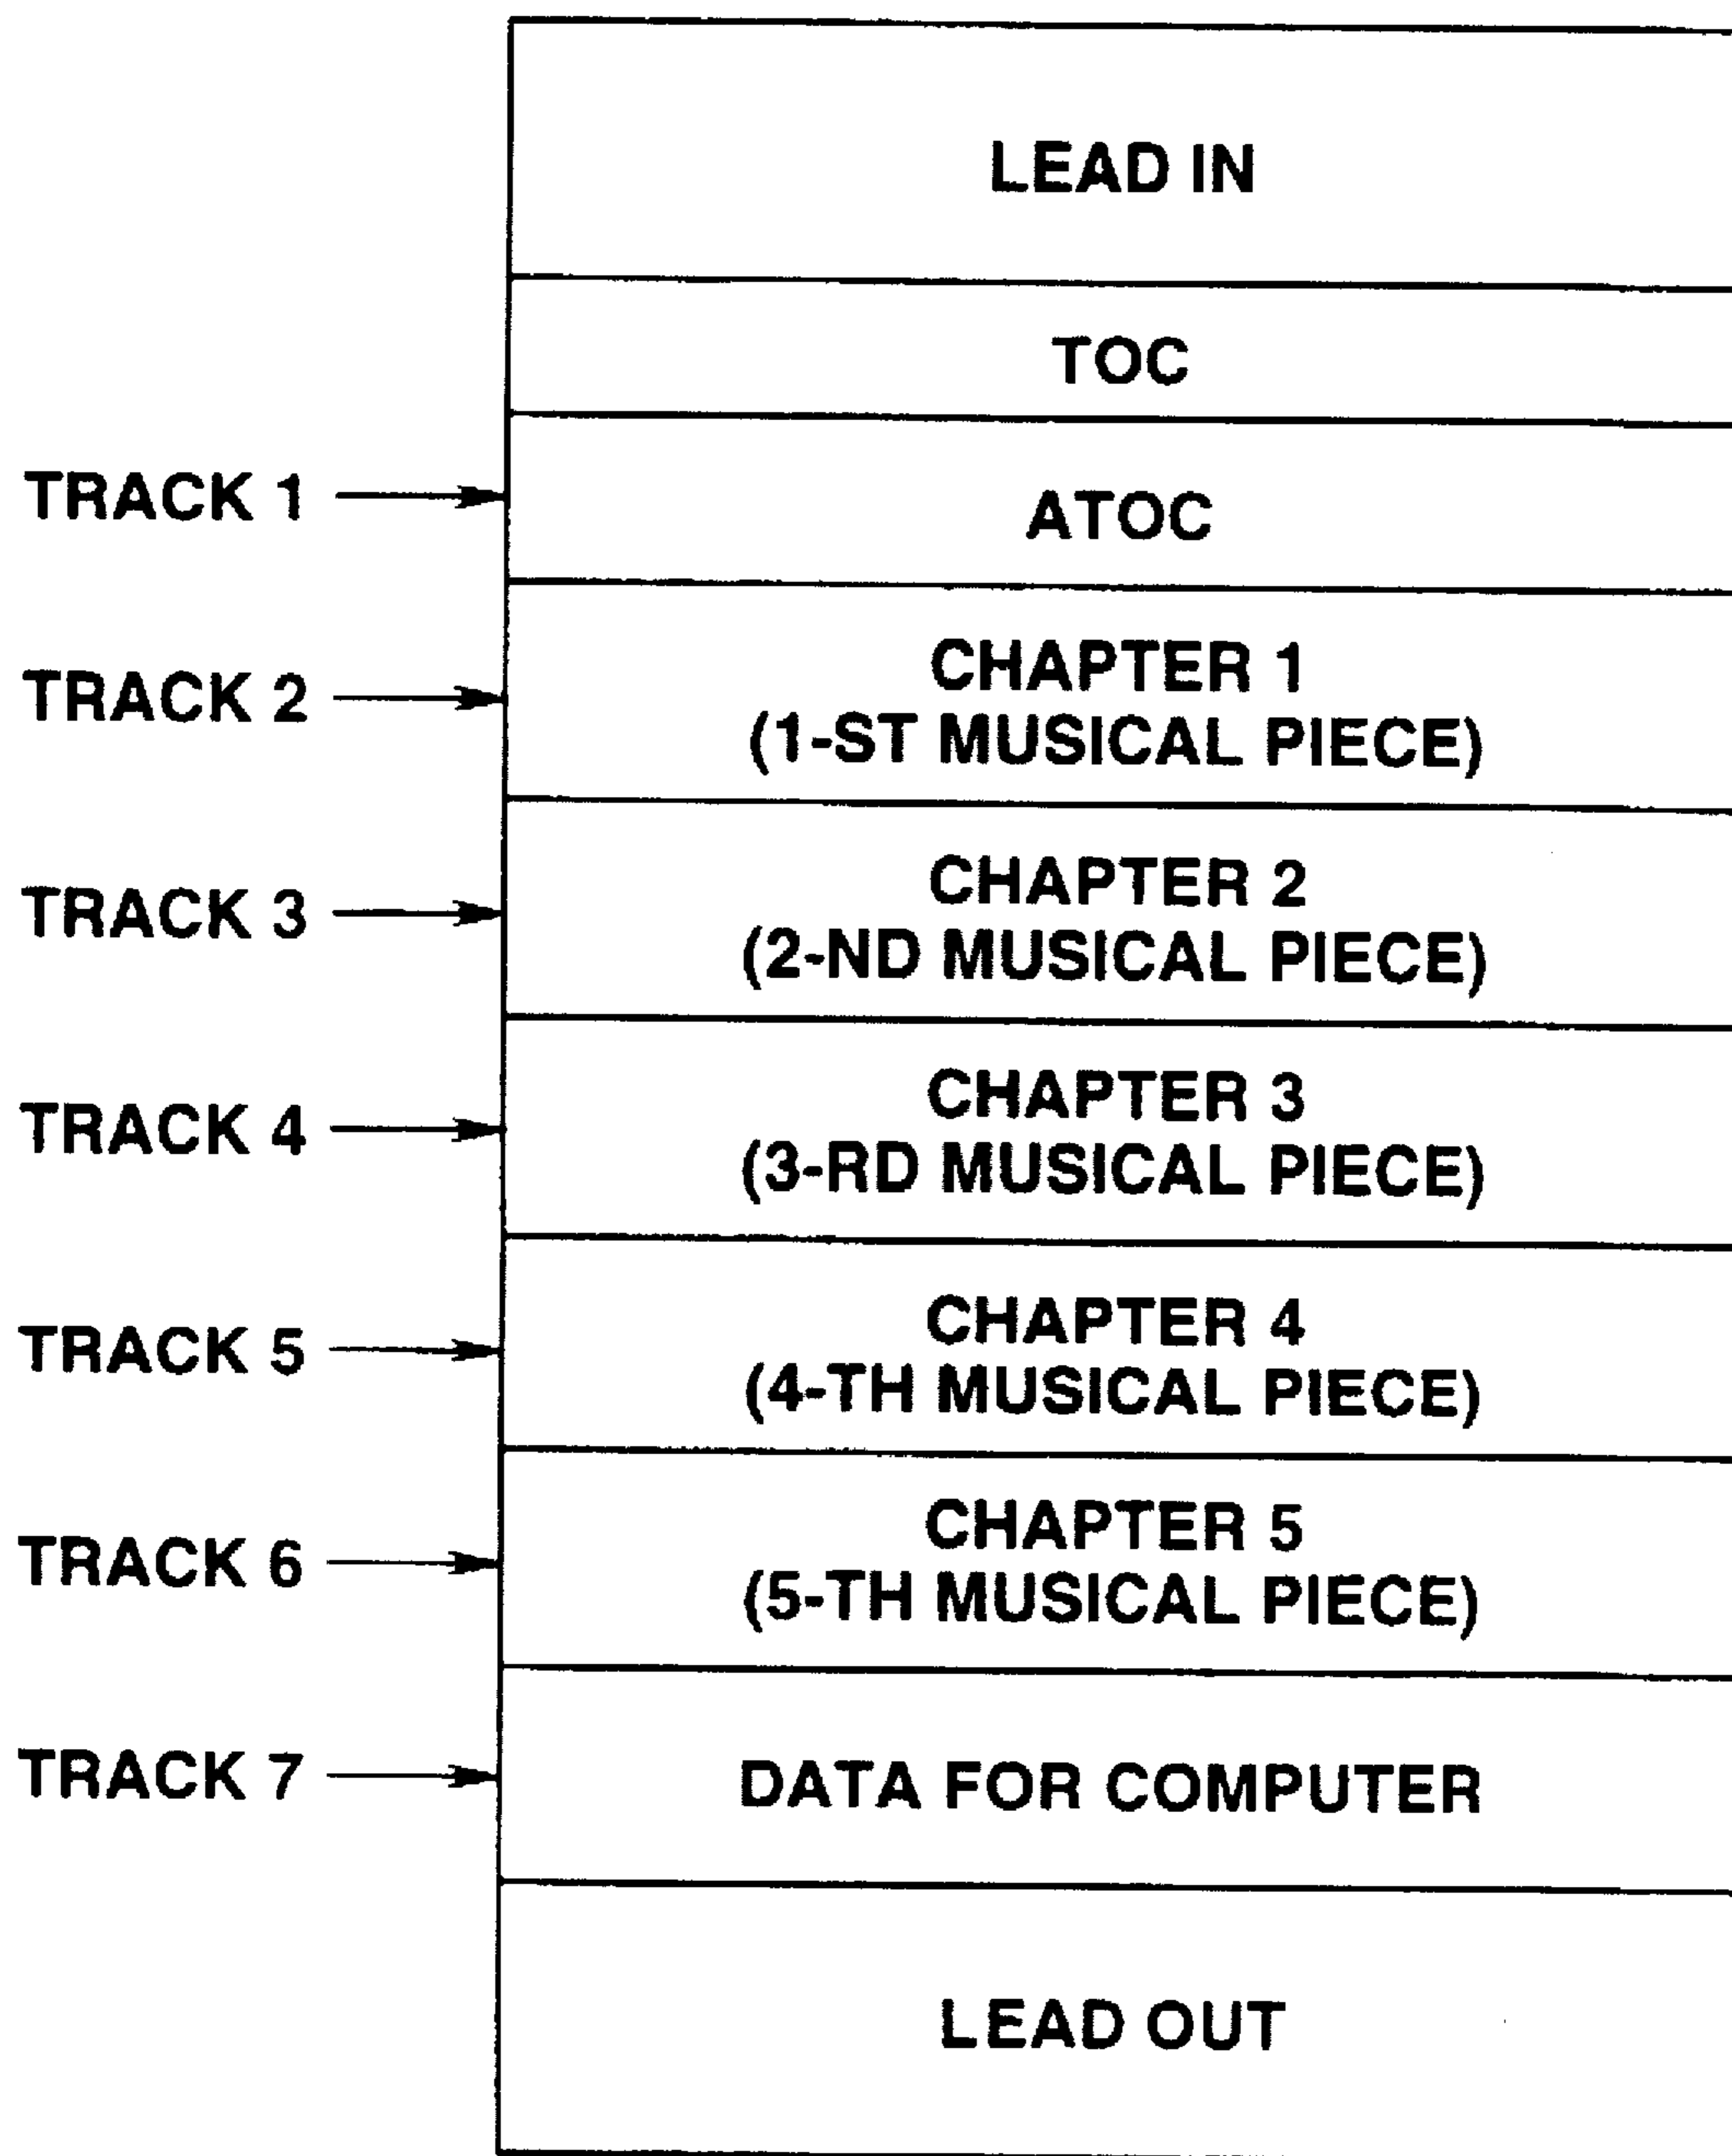 LEAD IN
TOC
TRACK 1
ATOC
TRACK 2
CHAPTER 1
(1-ST MUSICAL PIECE)
TRACK 3
CHAPTER 2
(2-ND MUSICAL PIECE)
TRACK 4
CHAPTER 3
(3-RD MUSICAL PIECE)
TRACK 5
CHAPTER 4
(4-TH MUSICAL PIECE)
TRACK 6
CHAPTER 5
(5-TH MUSICAL PIECE)
TRACK 7
DATA FOR COMPUTER
LEAD OUT